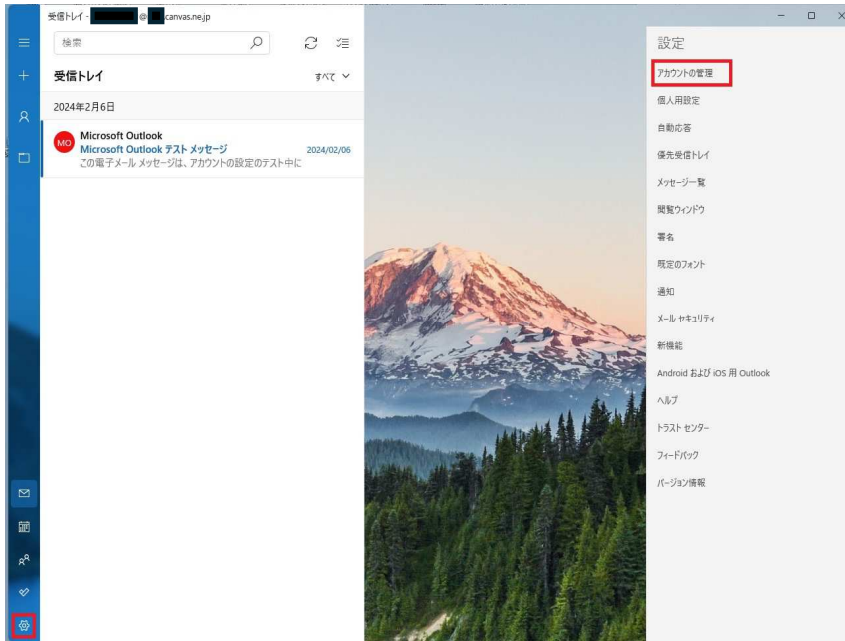 受信トレイ - @ .canvas.ne.jp
検索
受信トレイ
すべて
2024年2月6日
MO
Microsoft Outlook
Microsoft Outlook テスト メッセージ
2024/02/06
この電子メール メッセージは、アカウントの設定のテスト中に
設定
アカウントの管理
個人用設定
自動応答
優先受信トレイ
メッセージ一覧
閲覧ウィンドウ
署名
既定のフォント
通知
メール セキュリティ
新機能
Android および iOS 用 Outlook
ヘルプ
トラスト センター
フィードバック
バージョン情報